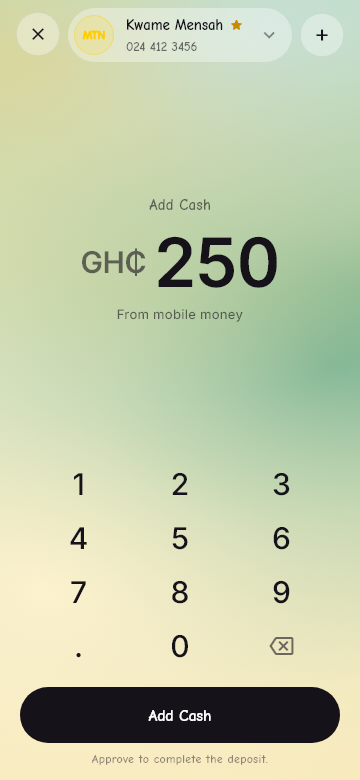 Kwame Mensah
MTN
024 412 3456
Add Cash
GH₵ 250
From mobile money
1 2 3
4 5 6
7 8 9
. 0
Add Cash
Approve to complete the deposit.